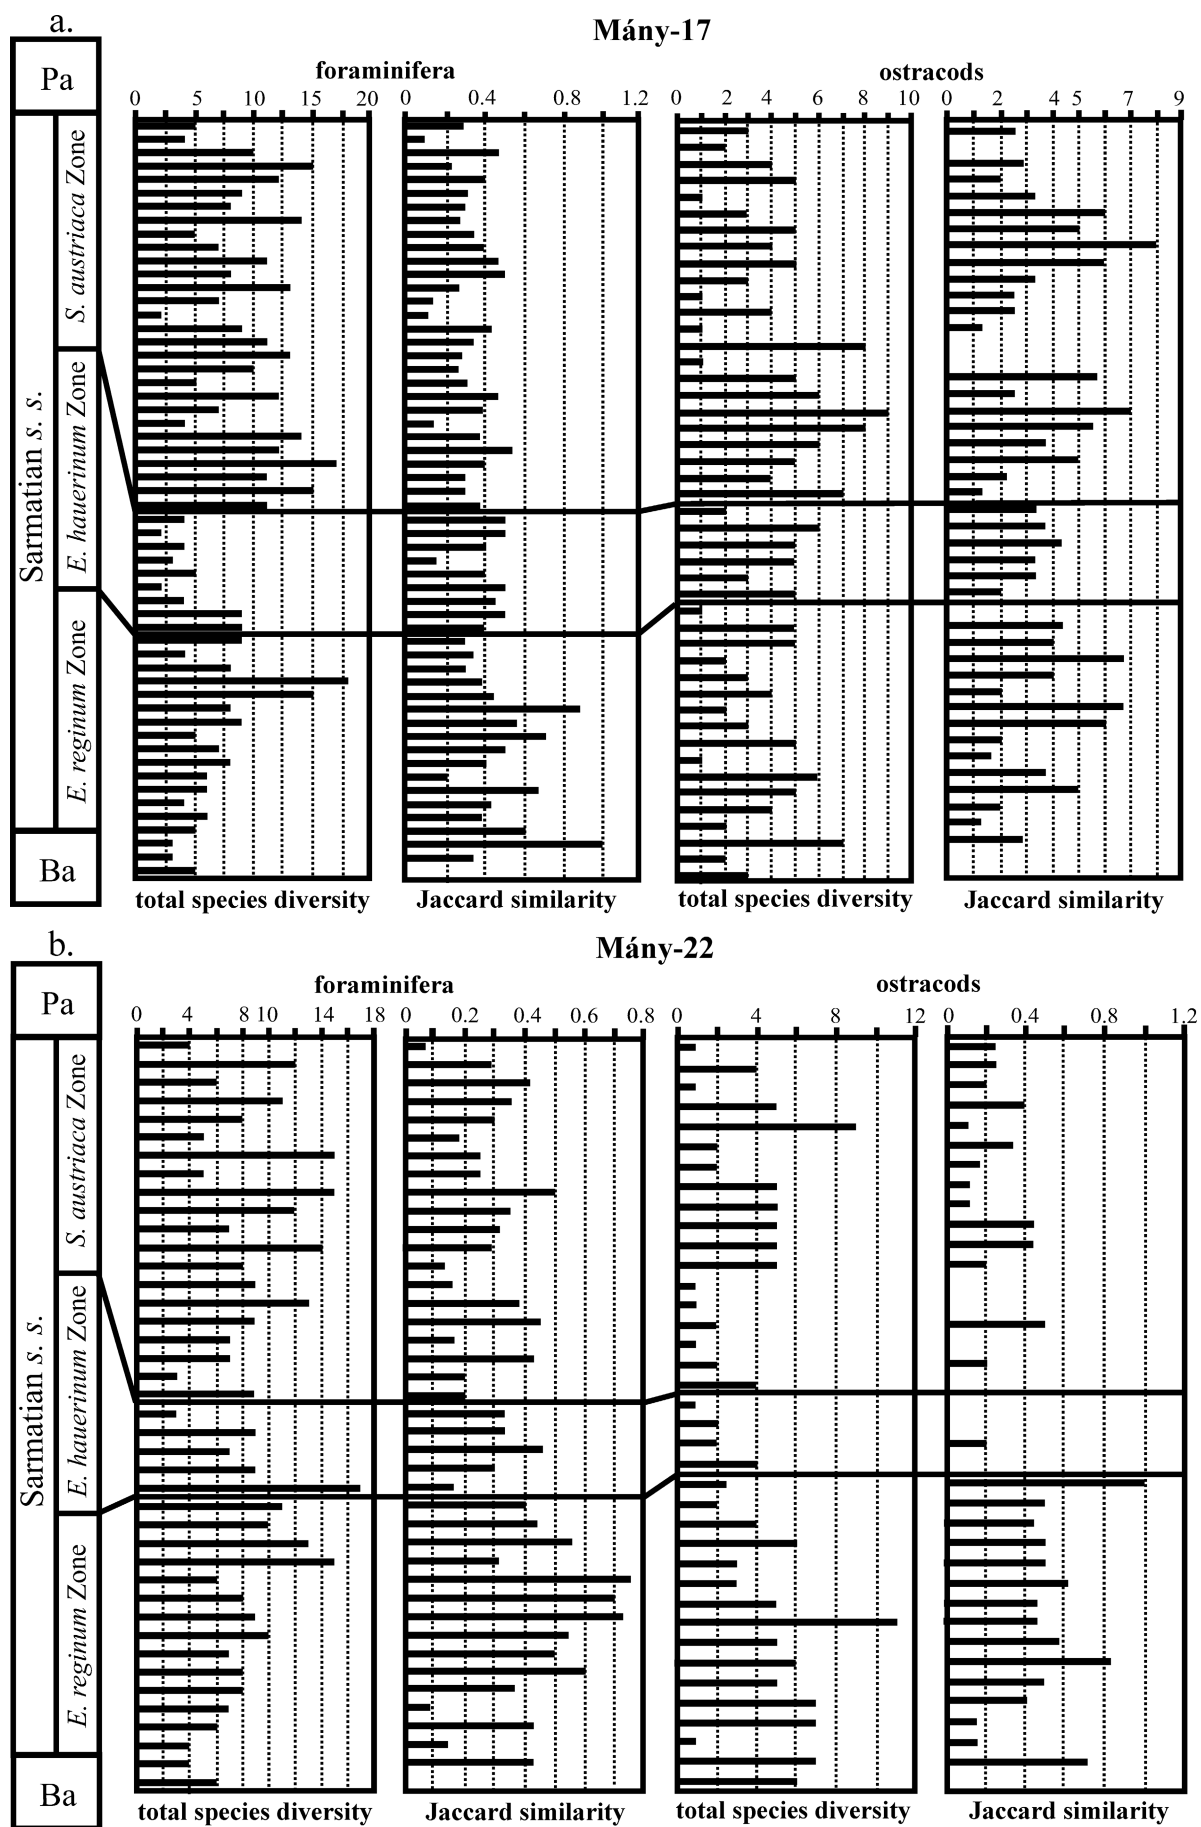 a.
Mány-17
Pa
foraminifera
ostracods
0 5 10 15 20
0 0.4 0.8 1.2
0 2 4 6 8 10
0 2 4 5 7 9
Sarmatian s. s.
S. austriaca Zone
E. hauerinum Zone
E. reginum Zone
Ba
total species diversity
Jaccard similarity
total species diversity
Jaccard similarity
b.
Mány-22
Pa
foraminifera
ostracods
0 4 8 10 14 18
0 0.2 0.4 0.6 0.8
0 4 8 12
0 0.4 0.8 1.2
Sarmatian s. s.
S. austriaca Zone
E. hauerinum Zone
E. reginum Zone
Ba
total species diversity
Jaccard similarity
total species diversity
Jaccard similarity